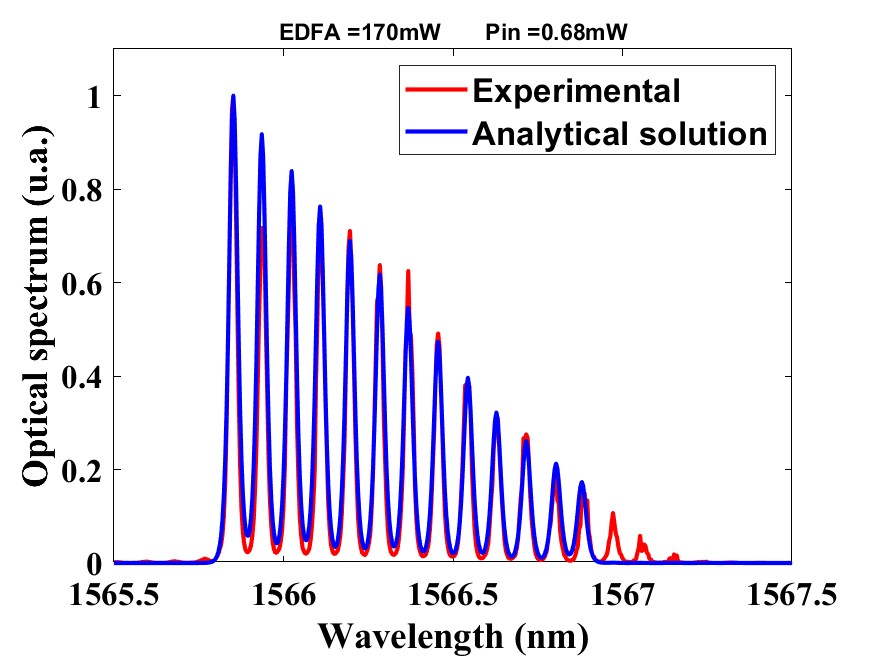 EDFA =170mW Pin =0.68mW
Experimental
Analytical solution
Optical spectrum (u.a.)
1
0.8
0.6
0.4
0.2
0
1565.5 1566 1566.5 1567 1567.5
Wavelength (nm)